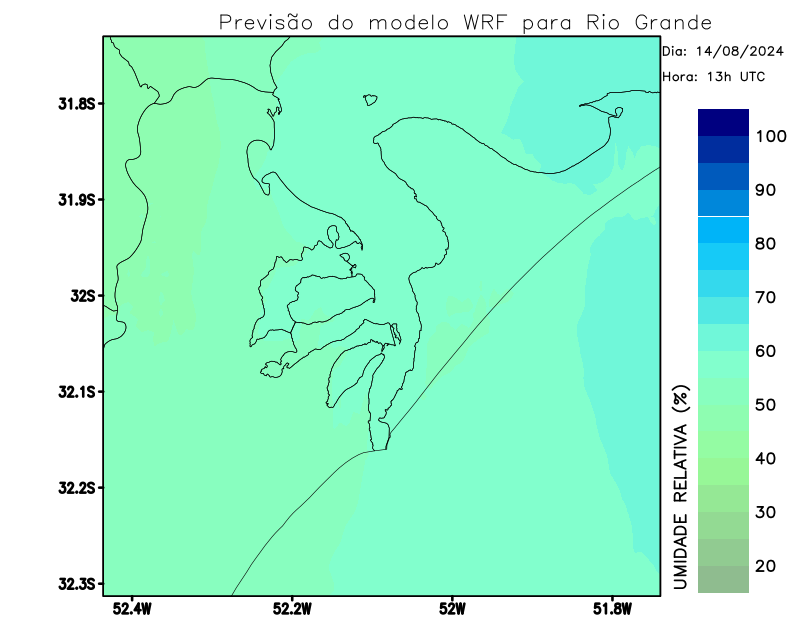 Previsão do modelo WRF para Rio Grande
Dia: 14/08/2024
Hora: 13h UTC
31.8S
31.9S
32S
32.1S
32.2S
32.3S
52.4W
52.2W
52W
51.8W
100
90
80
70
60
50
40
30
20
UMIDADE RELATIVA (%)